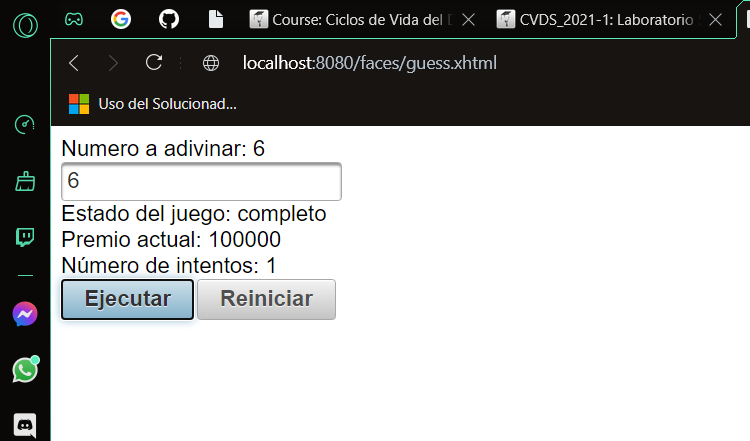 Course: Ciclos de Vida del D
CVDS_2021-1: Laboratorio
localhost:8080/faces/guess.xhtml
Uso del Solucionad...
Numero a adivinar: 6
6
Estado del juego: completo
Premio actual: 100000
Número de intentos: 1
Ejecutar Reiniciar